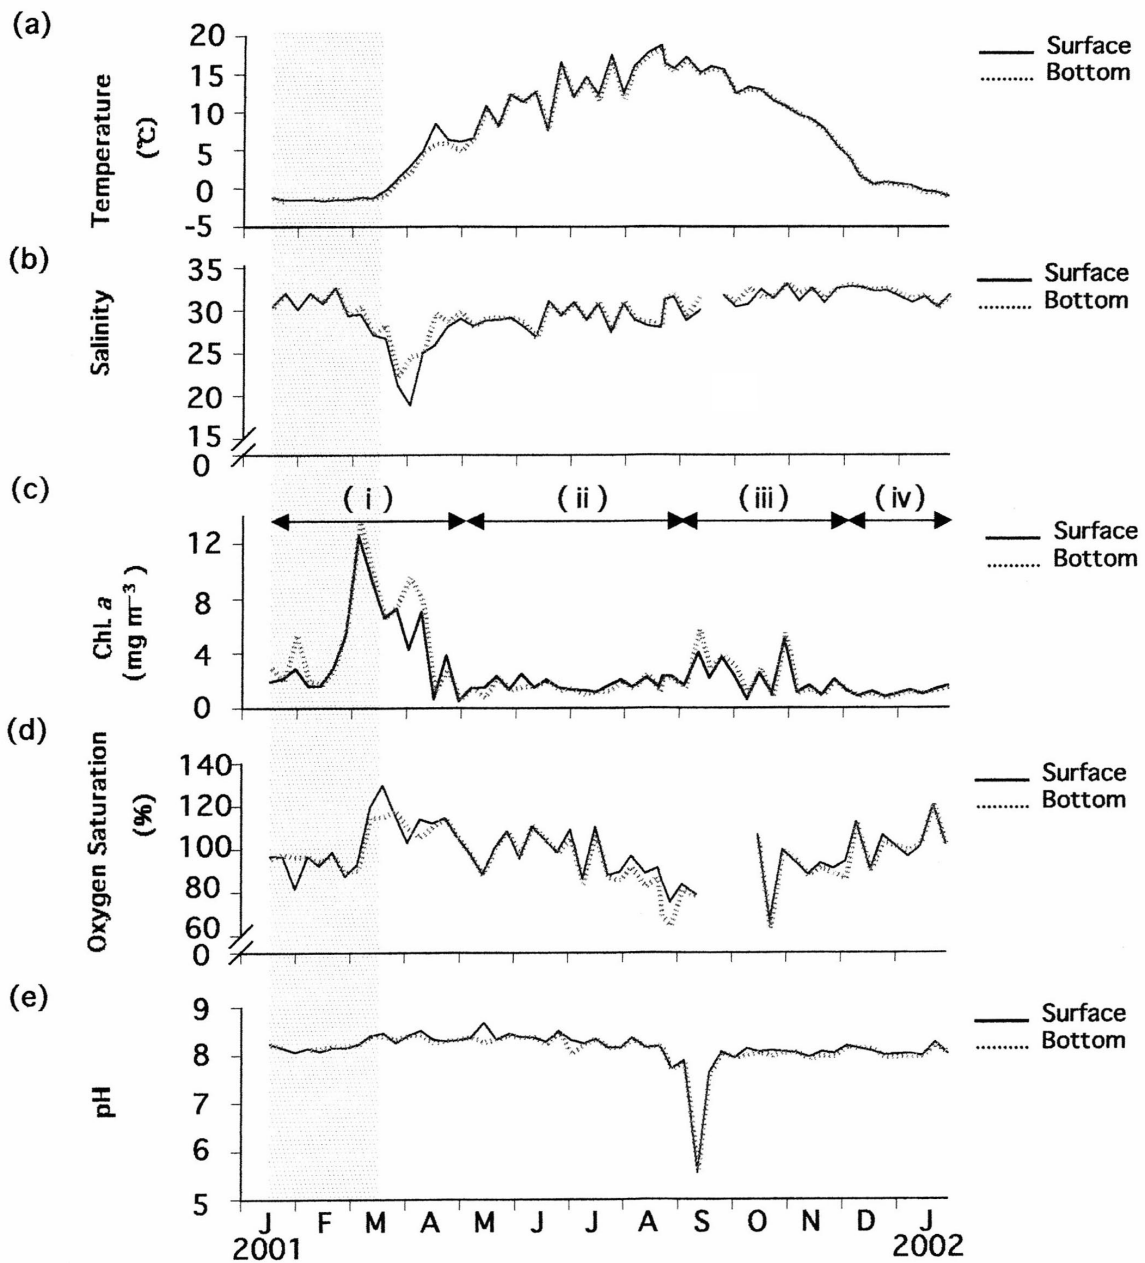 (a)
Temperature
(℃)
20
15
10
5
0
-5
Surface
Bottom
(b)
Salinity
35
30
25
20
15
0
Surface
Bottom
(c)
Chl. a
(mg m⁻³)
12
8
4
0
(i)
(ii)
(iii)
(iv)
Surface
Bottom
(d)
Oxygen Saturation
(%)
140
120
100
80
60
0
Surface
Bottom
(e)
pH
9
8
7
6
5
Surface
Bottom
J F M A M J J A S O N D J
2001 2002